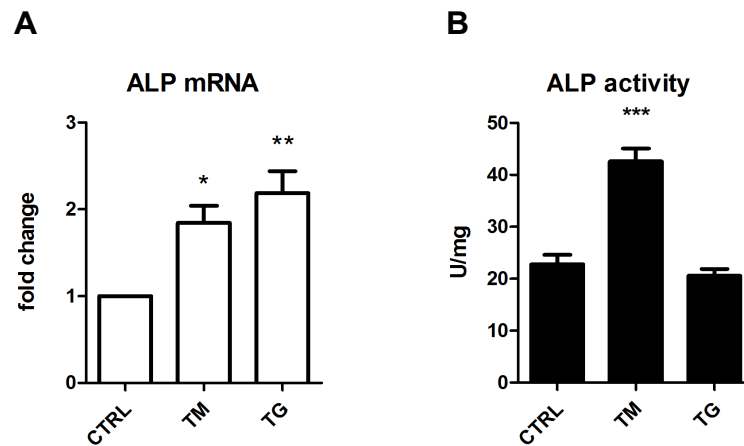 A
ALP mRNA
fold change
3
2
1
0
*
**
CTRL
TM
TG
B
ALP activity
U/mg
50
40
30
20
10
0
***
CTRL
TM
TG